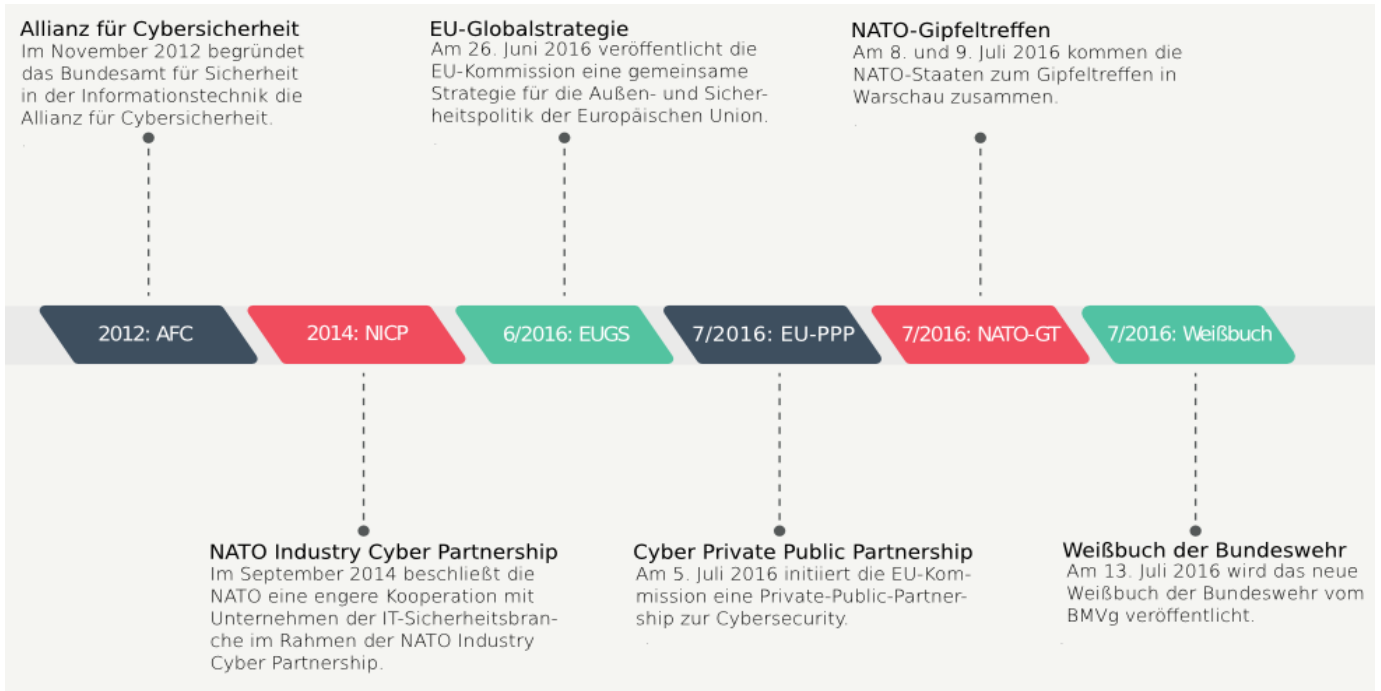 Allianz für Cybersicherheit
Im November 2012 begründet
das Bundesamt für Sicherheit
in der Informationstechnik die
Allianz für Cybersicherheit.
EU-Globalstrategie
Am 26. Juni 2016 veröffentlicht die
EU-Kommission eine gemeinsame
Strategie für die Außen- und Sicher-
heitspolitik der Europäischen Union.
NATO-Gipfeltreffen
Am 8. und 9. Juli 2016 kommen die
NATO-Staaten zum Gipfeltreffen in
Warschau zusammen.
2012: AFC
2014: NICP
6/2016: EUGS
7/2016: EU-PPP
7/2016: NATO-GT
7/2016: Weißbuch
NATO Industry Cyber Partnership
Im September 2014 beschließt die
NATO eine engere Kooperation mit
Unternehmen der IT-Sicherheitsbran-
che im Rahmen der NATO Industry
Cyber Partnership.
Cyber Private Public Partnership
Am 5. Juli 2016 initiiert die EU-Kom-
mission eine Private-Public-Partner-
ship zur Cybersecurity.
Weißbuch der Bundeswehr
Am 13. Juli 2016 wird das neue
Weißbuch der Bundeswehr vom
BMVg veröffentlicht.